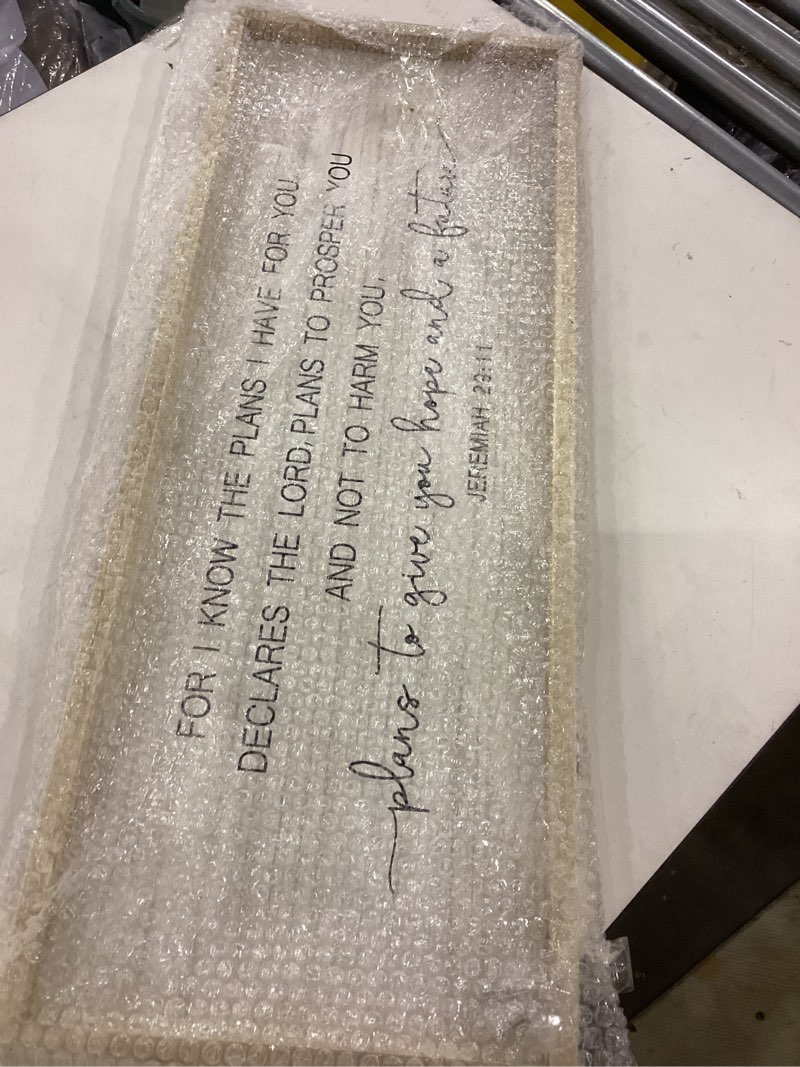 FOR I KNOW THE PLANS I HAVE FOR YOU,
DECLARES THE LORD, PLANS TO PROSPER YOU
AND NOT TO HARM YOU,
plans to give you hope and a future.
JEREMIAH 29:11